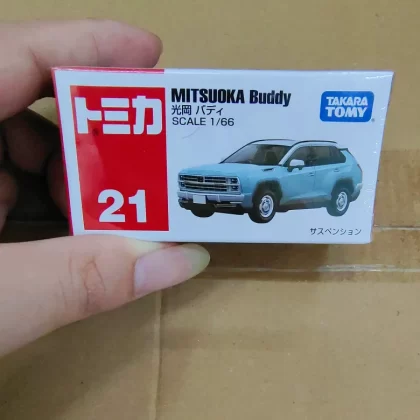 トミカ
21
MITSUOKA Buddy
光岡 バディ
SCALE 1/66
TAKARA
TOMY
サスペンション